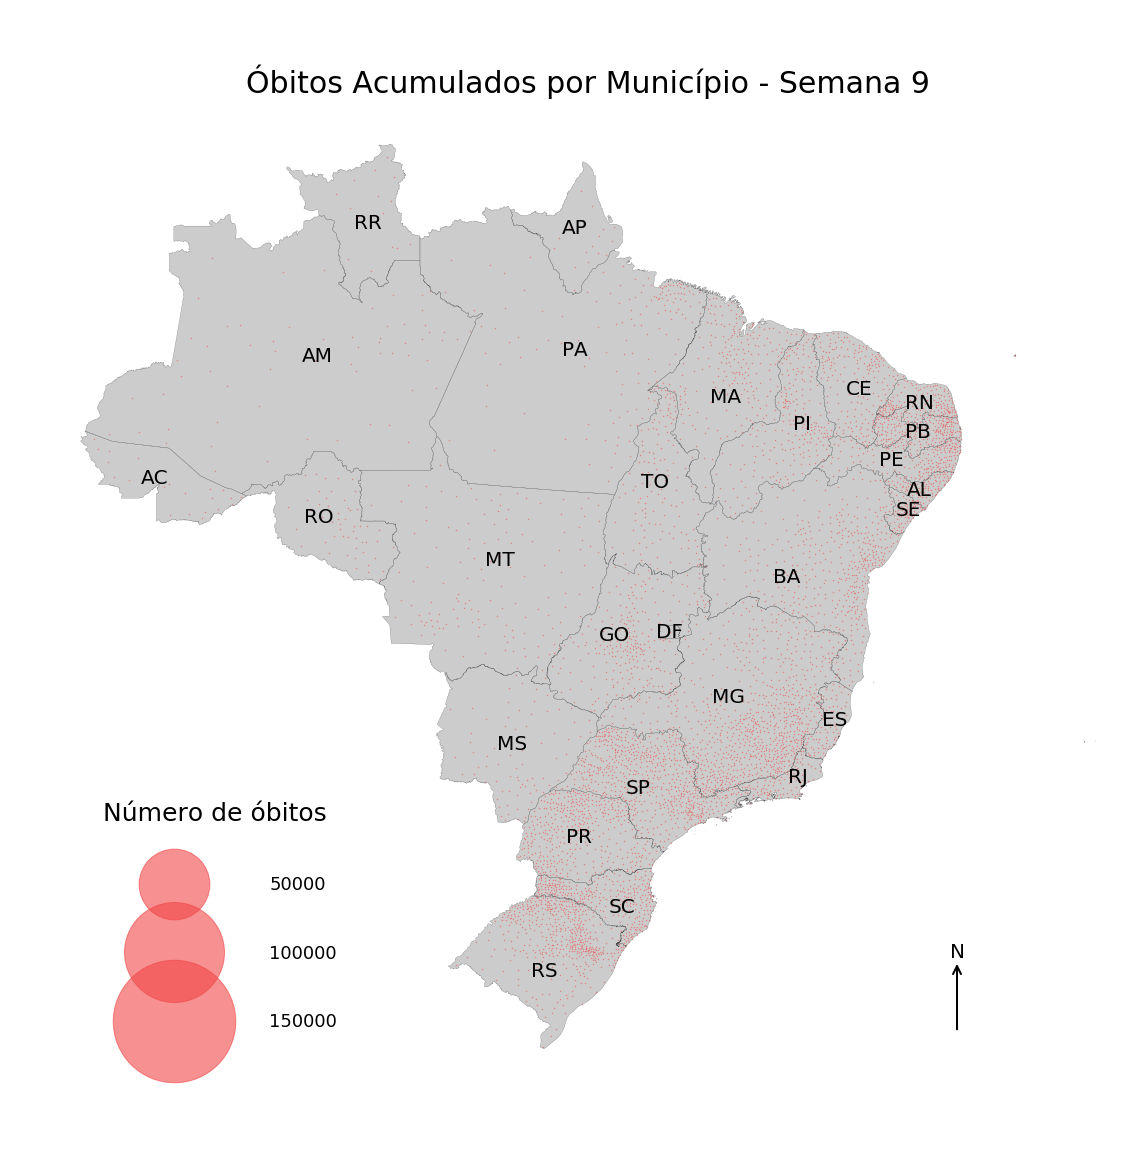 Óbitos Acumulados por Município - Semana 9
RR
AP
AM
PA
MA
CE
RN
PI
PB
PE
AC
TO
AL
SE
RO
MT
BA
GO
DF
MG
ES
MS
RJ
SP
PR
SC
RS
Número de óbitos
50000
100000
150000
N